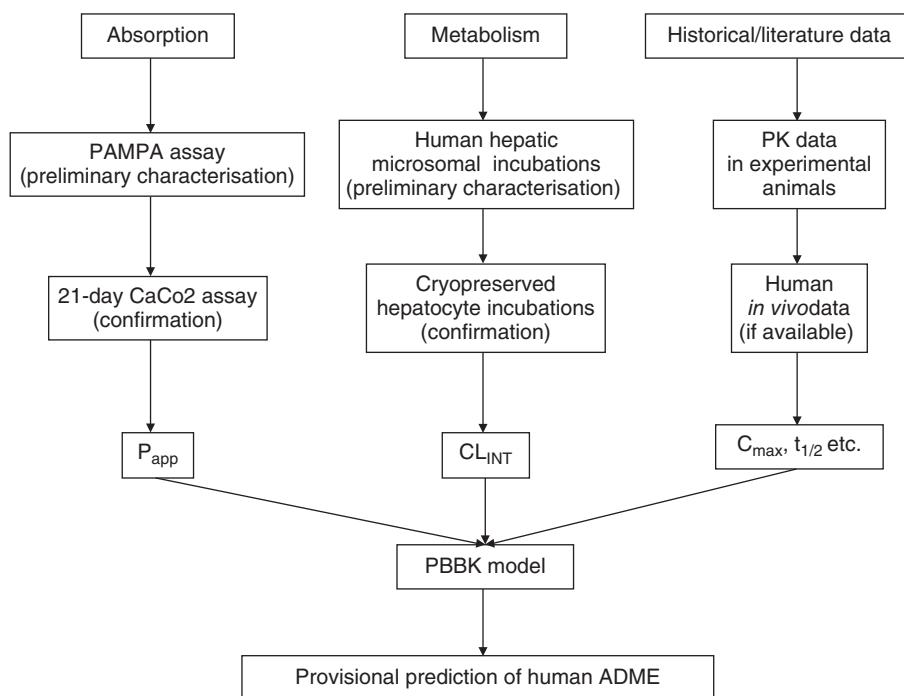 Absorption
Metabolism
Historical/literature data
PAMPA assay
(preliminary characterisation)
Human hepatic
microsomal incubations
(preliminary characterisation)
PK data
in experimental
animals
21-day CaCo2 assay
(confirmation)
Cryopreserved
hepatocyte incubations
(confirmation)
Human
in vivodata
(if available)
Papp
CLINT
Cmax, t1/2 etc.
PBBK model
Provisional prediction of human ADME